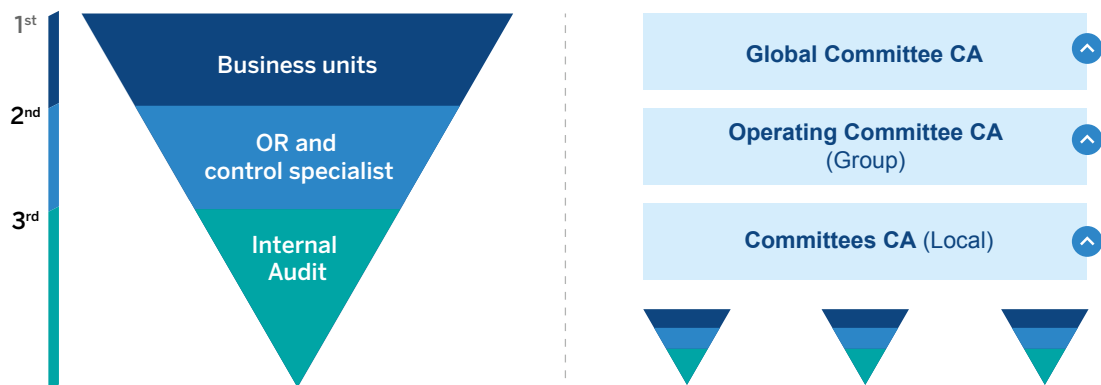 1st
Business units
2nd
OR and
control specialist
3rd
Internal
Audit
Global Committee CA
Operating Committee CA
(Group)
Committees CA (Local)